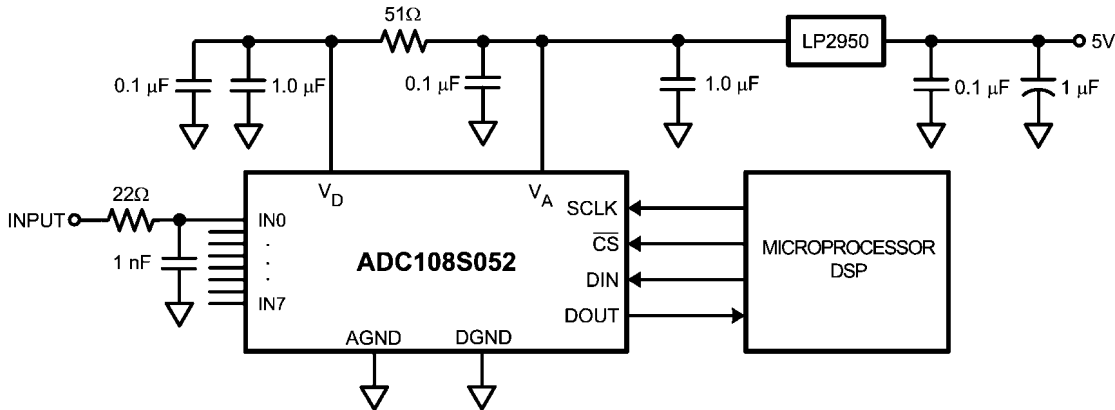 51Ω
LP2950
5V
0.1 µF
1.0 µF
0.1 µF
1.0 µF
0.1 µF
1 µF
V_D
V_A
INPUT
22Ω
1 nF
IN0
.
.
.
IN7
ADC108S052
SCLK
CS
DIN
DOUT
AGND
DGND
MICROPROCESSOR
DSP